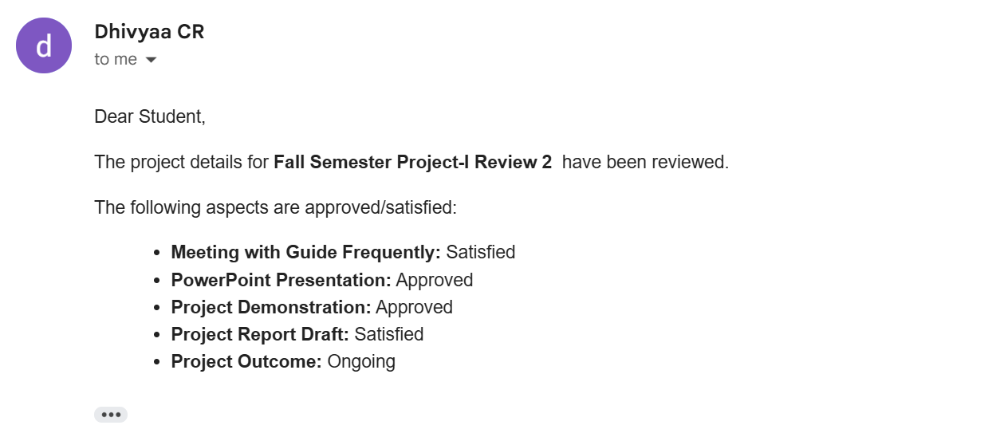 d
Dhivyaa CR
to me
Dear Student,
The project details for Fall Semester Project-I Review 2 have been reviewed.
The following aspects are approved/satisfied:
• Meeting with Guide Frequently: Satisfied
• PowerPoint Presentation: Approved
• Project Demonstration: Approved
• Project Report Draft: Satisfied
• Project Outcome: Ongoing